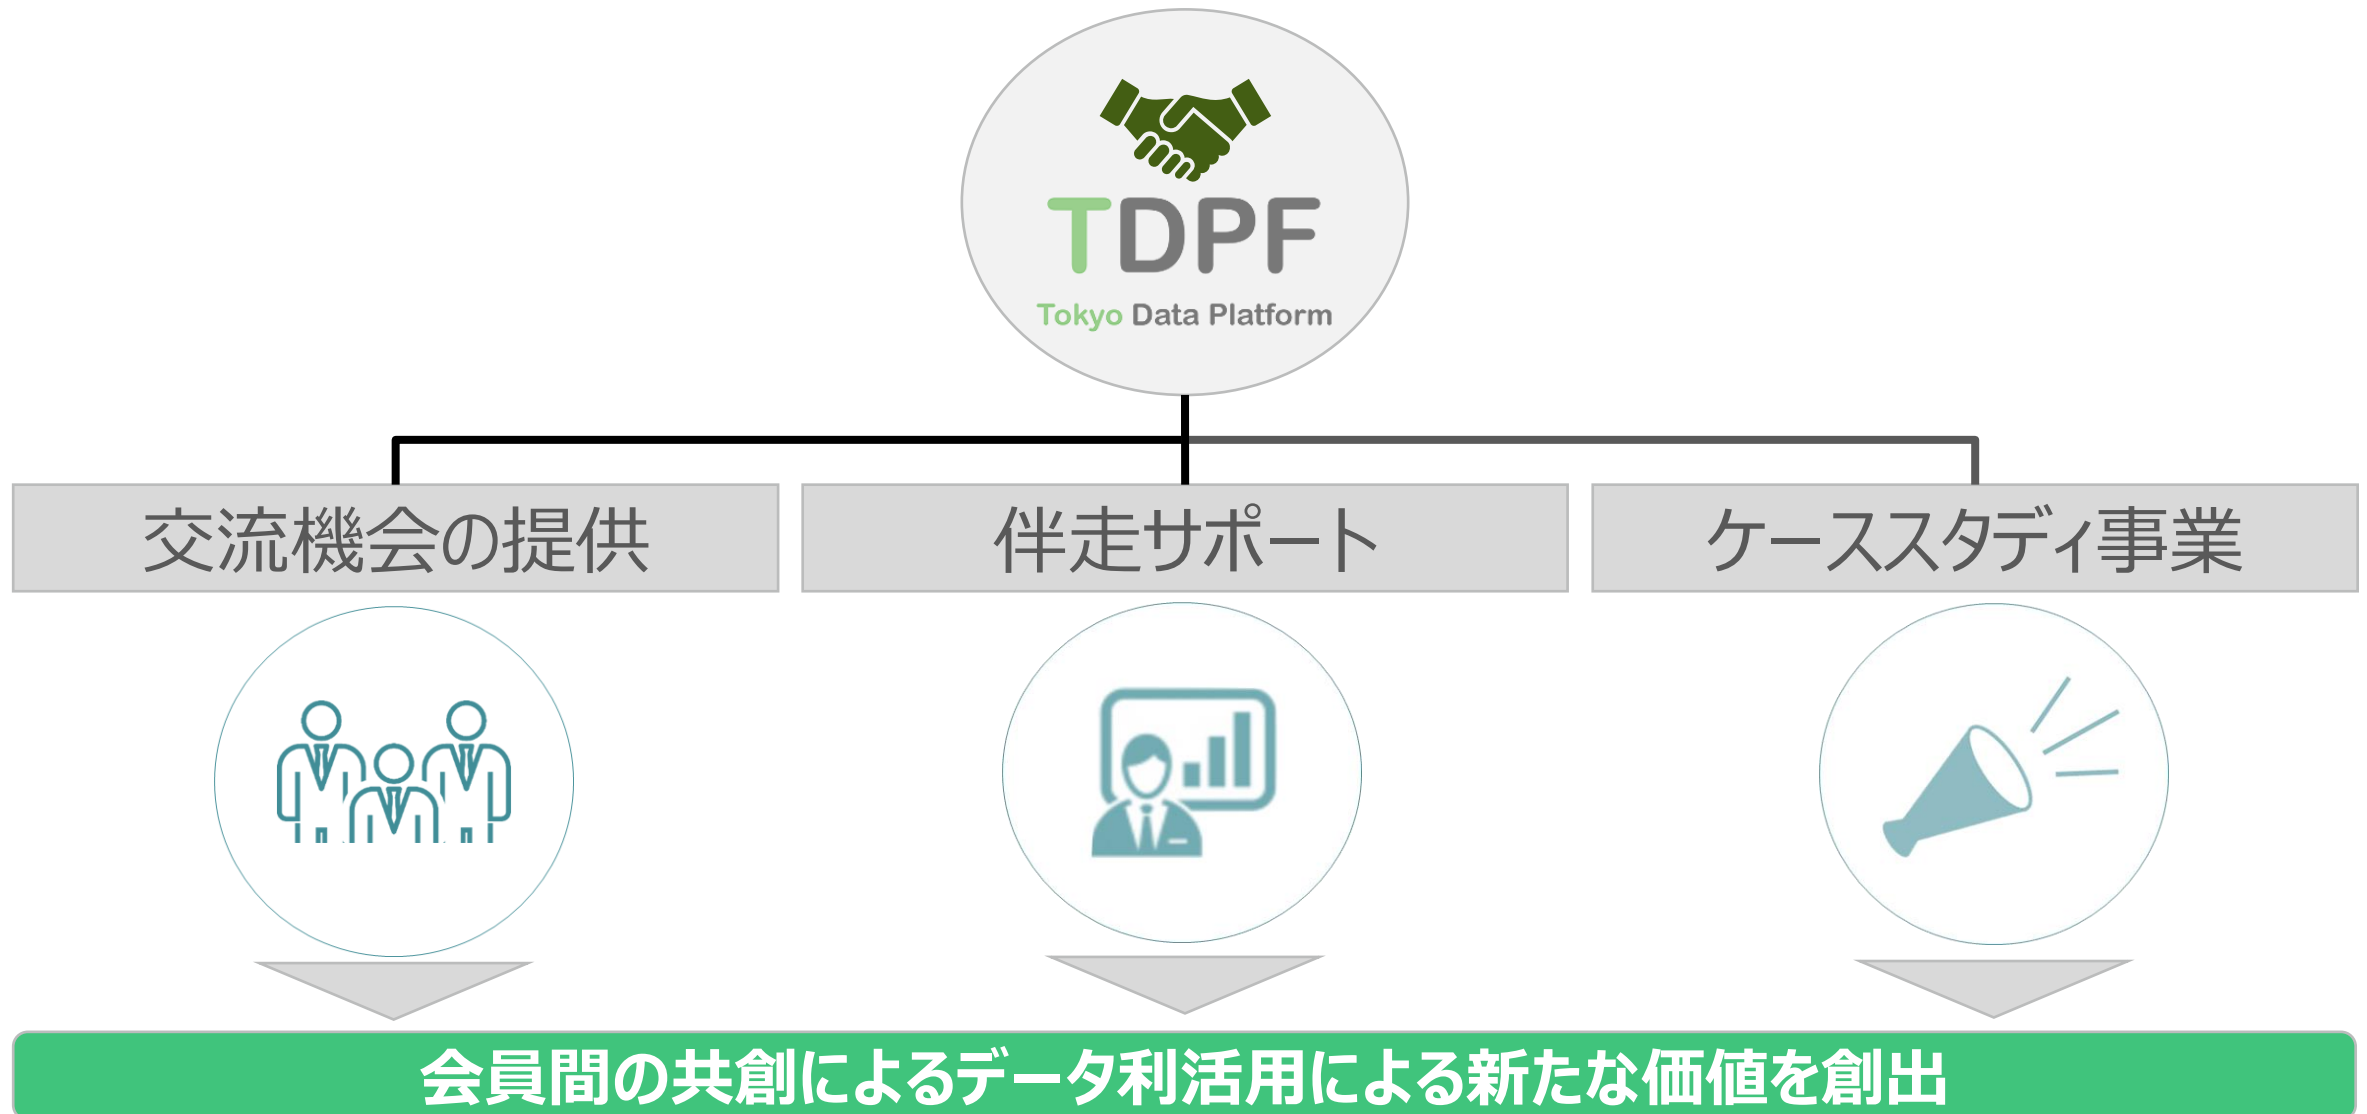 TDPF
Tokyo Data Platform
交流機会の提供
伴走サポート
ケーススタディ事業
会員間の共創によるデータ利活用による新たな価値を創出